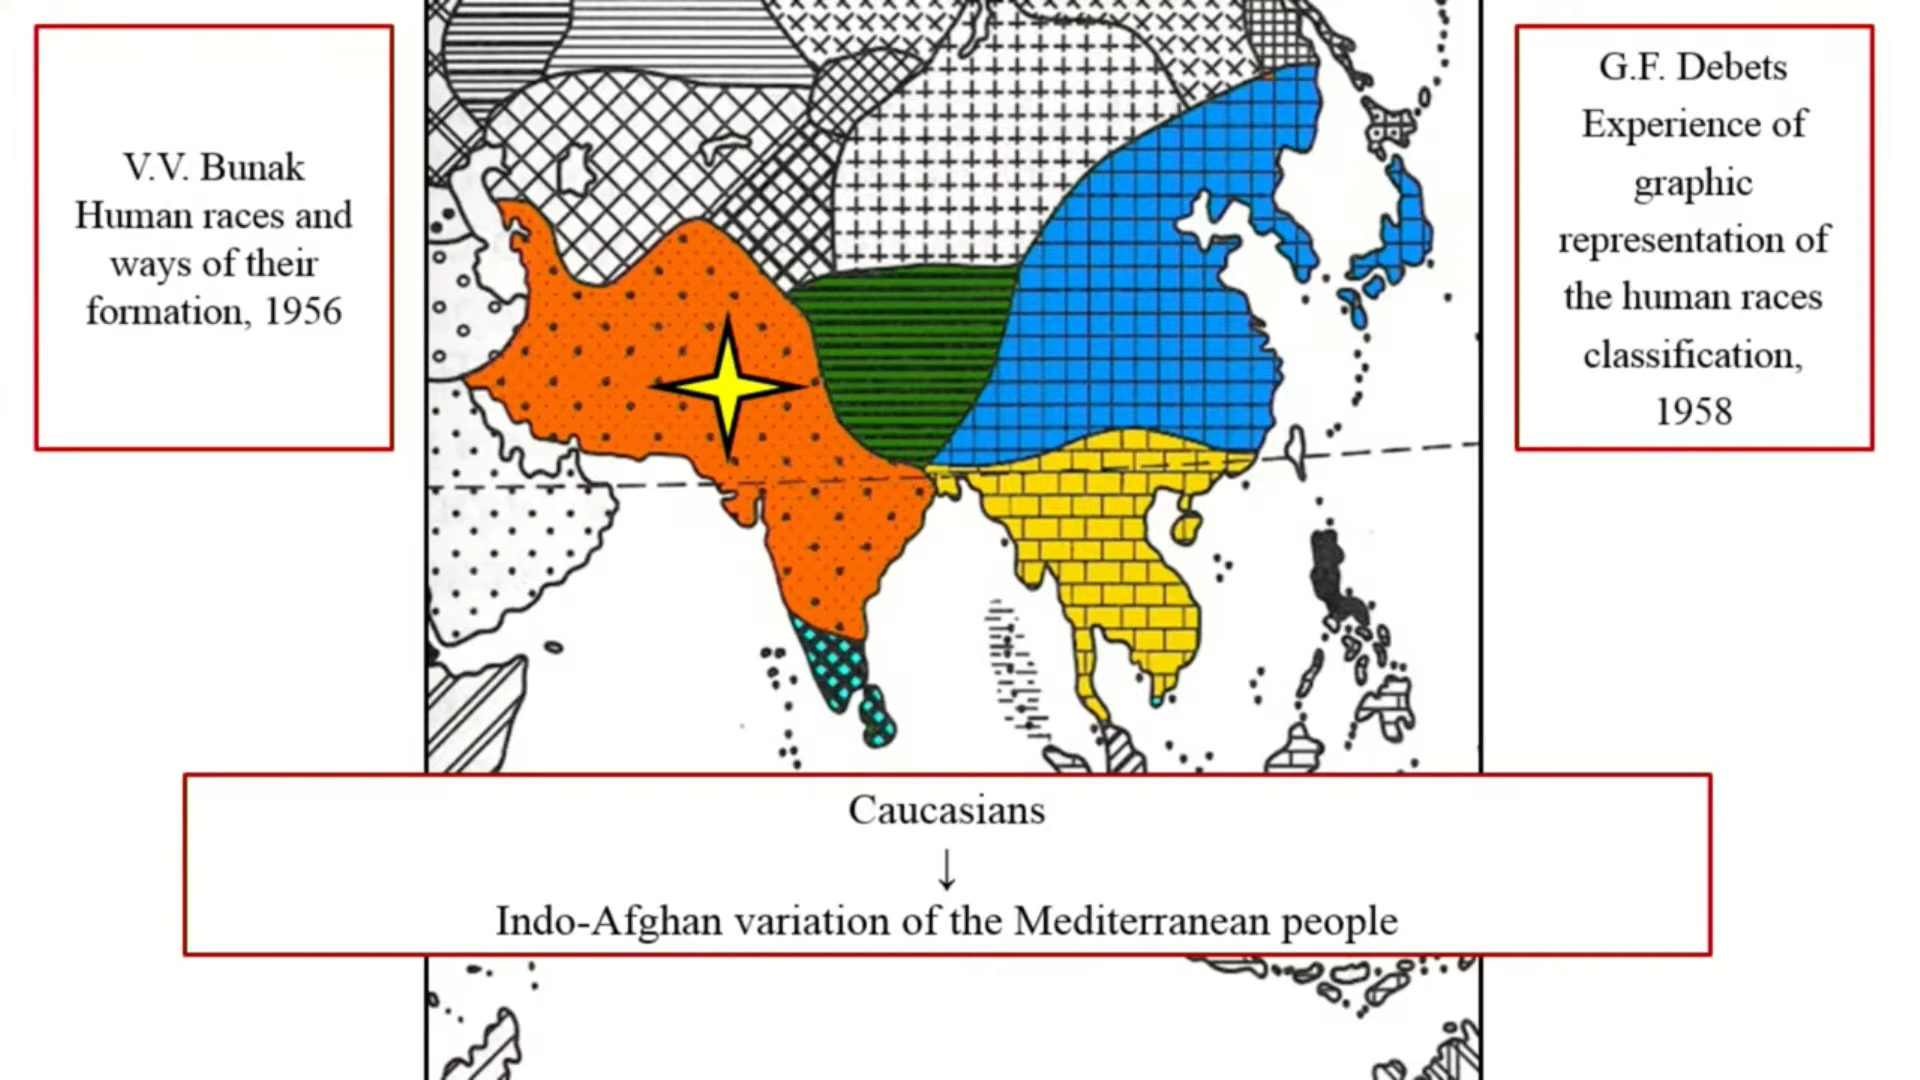 V.V. Bunak
Human races and
ways of their
formation, 1956
G.F. Debets
Experience of
graphic
representation of
the human races
classification,
1958
Caucasians
↓
Indo-Afghan variation of the Mediterranean people